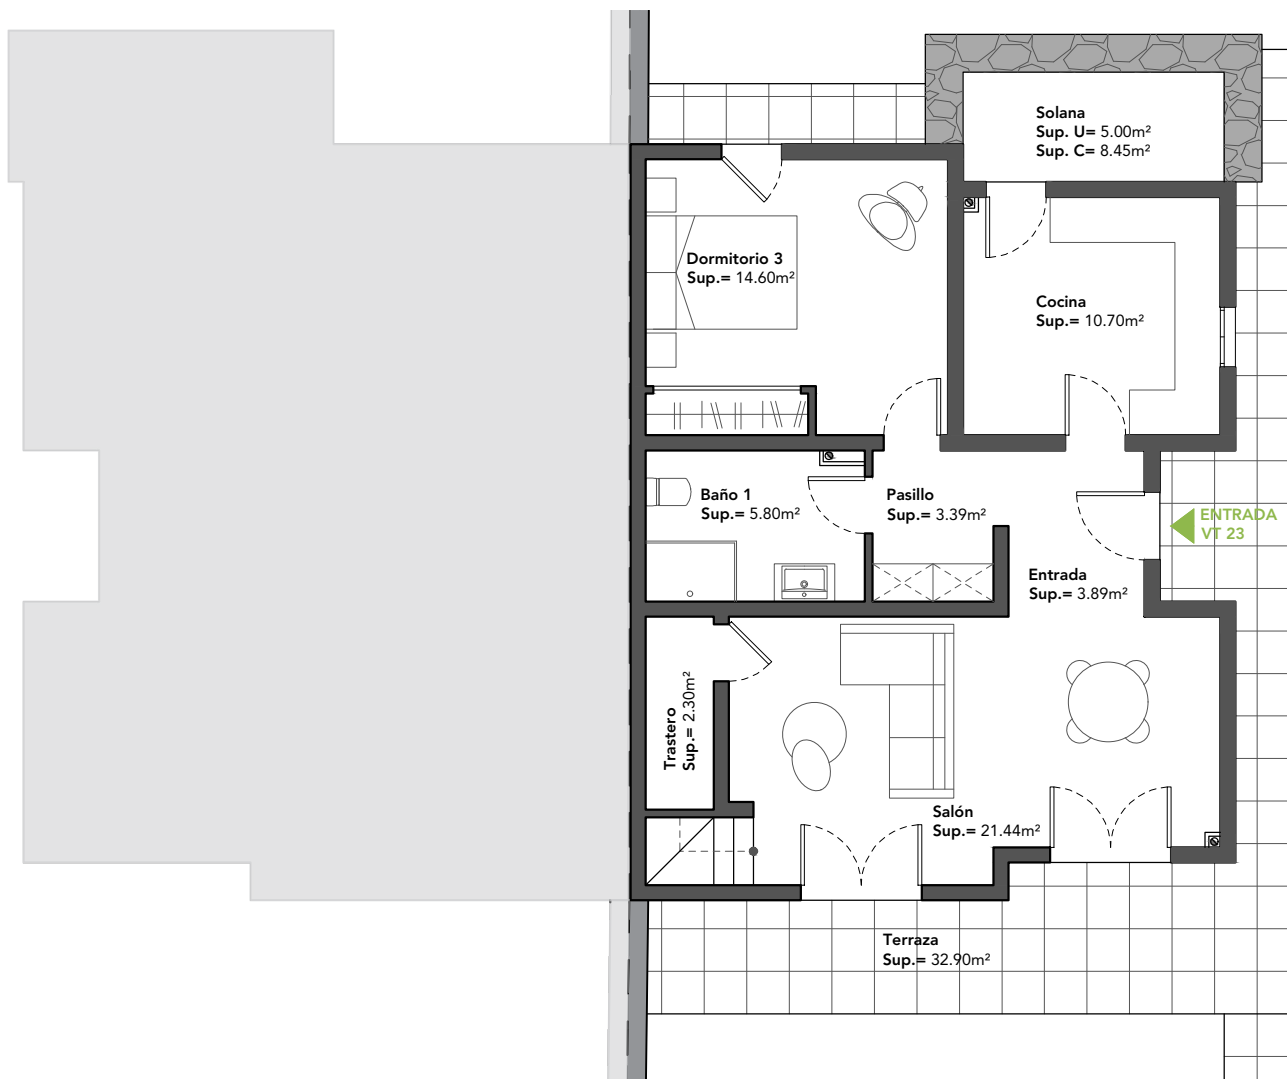 Solana
Sup. U= 5.00m²
Sup. C= 8.45m²
Dormitorio 3
Sup.= 14.60m²
Cocina
Sup.= 10.70m²
Baño 1
Sup.= 5.80m²
Pasillo
Sup.= 3.39m²
ENTRADA
VT 23
Entrada
Sup.= 3.89m²
Trastero
Sup.= 2.30m²
Salón
Sup.= 21.44m²
Terraza
Sup.= 32.90m²